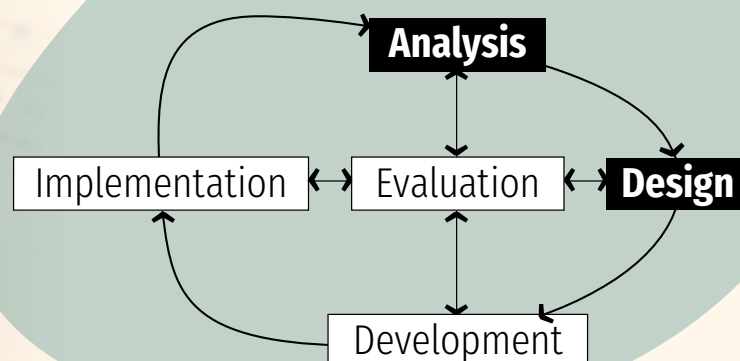 Analysis
Implementation
Evaluation
Design
Development